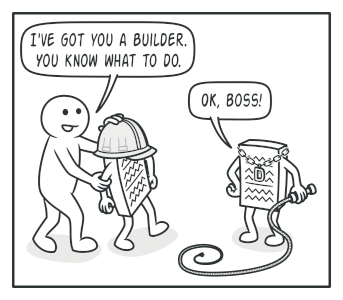 I'VE GOT YOU A BUILDER.
YOU KNOW WHAT TO DO.
OK, BOSS!
D